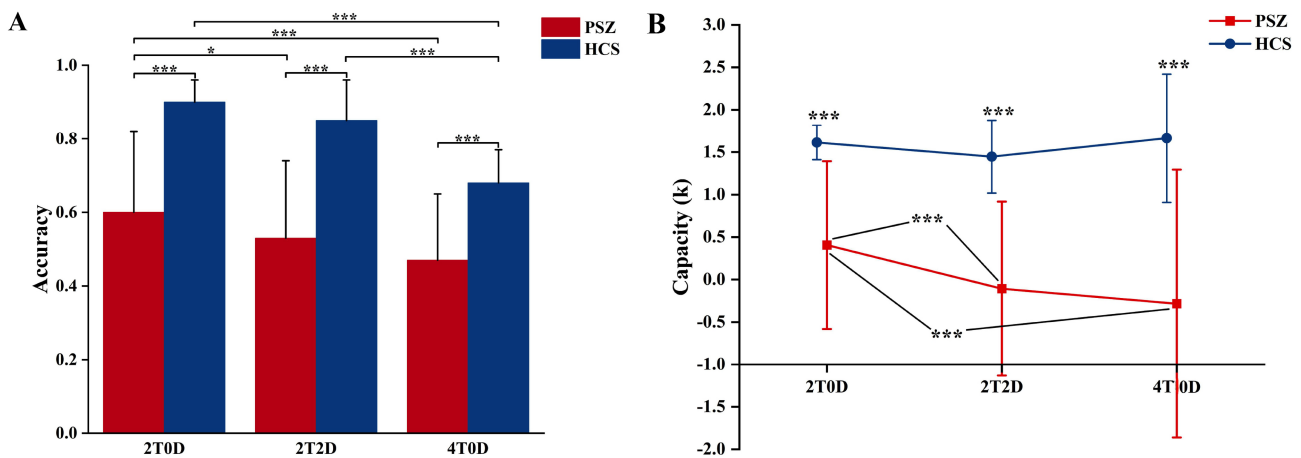 A
PSZ
HCS
***
***
*
***
***
***
***
Accuracy
1.0
0.8
0.6
0.4
0.2
0.0
2T0D
2T2D
4T0D
B
PSZ
HCS
***
***
***
***
***
Capacity (k)
3.0
2.5
2.0
1.5
1.0
0.5
0.0
-0.5
-1.0
-1.5
-2.0
2T0D
2T2D
4T0D